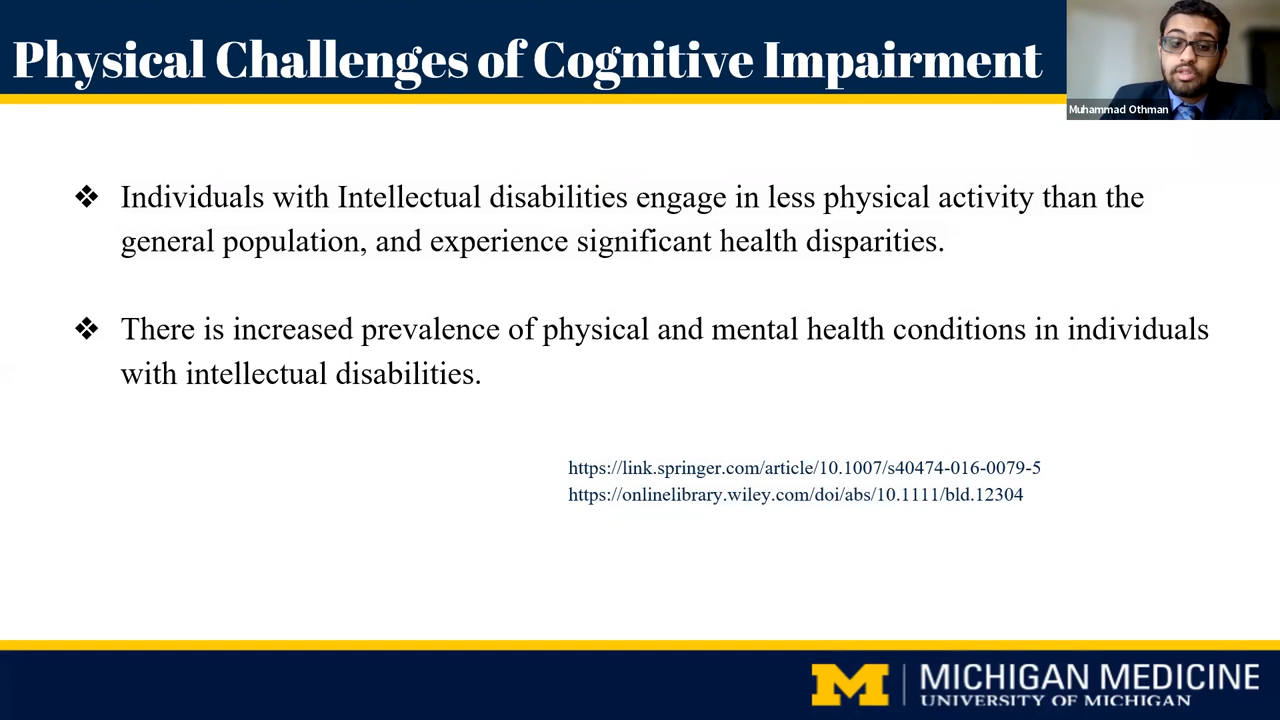 Physical Challenges of Cognitive Impairment
Muhammad Othman
❖ Individuals with Intellectual disabilities engage in less physical activity than the
general population, and experience significant health disparities.
❖ There is increased prevalence of physical and mental health conditions in individuals
with intellectual disabilities.
https://link.springer.com/article/10.1007/s40474-016-0079-5
https://onlinelibrary.wiley.com/doi/abs/10.1111/bld.12304
M | MICHIGAN MEDICINE
UNIVERSITY OF MICHIGAN